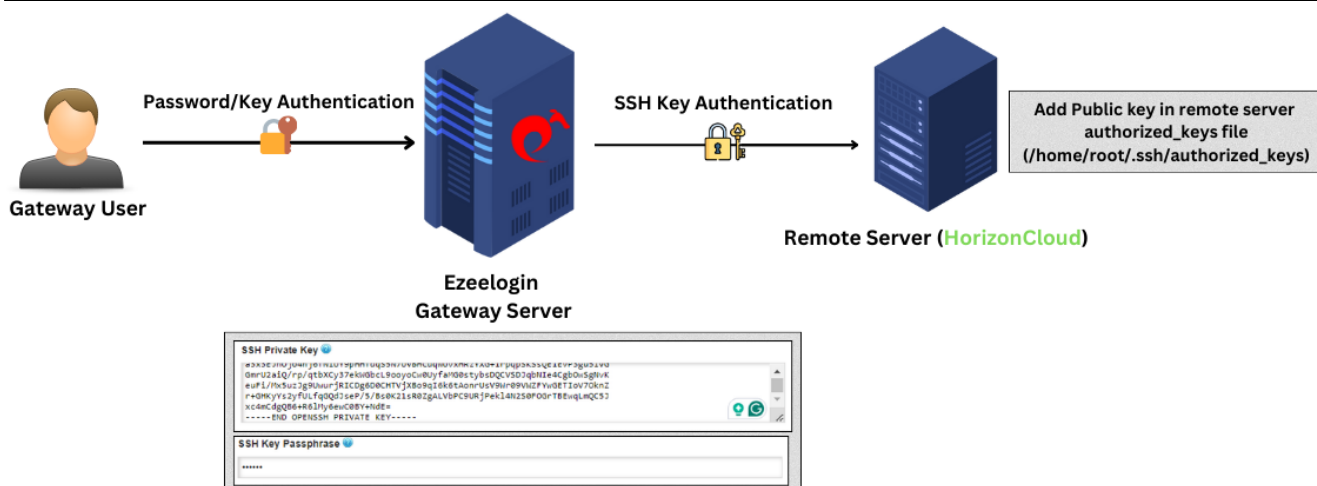 Password/Key Authentication
SSH Key Authentication
Add Public key in remote server
authorized_keys file
(/home/root/.ssh/authorized_keys)
Gateway User
Remote Server (HorizonCloud)
Ezeelogin
Gateway Server
SSH Private Key
-----END OPENSSH PRIVATE KEY-----
SSH Key Passphrase